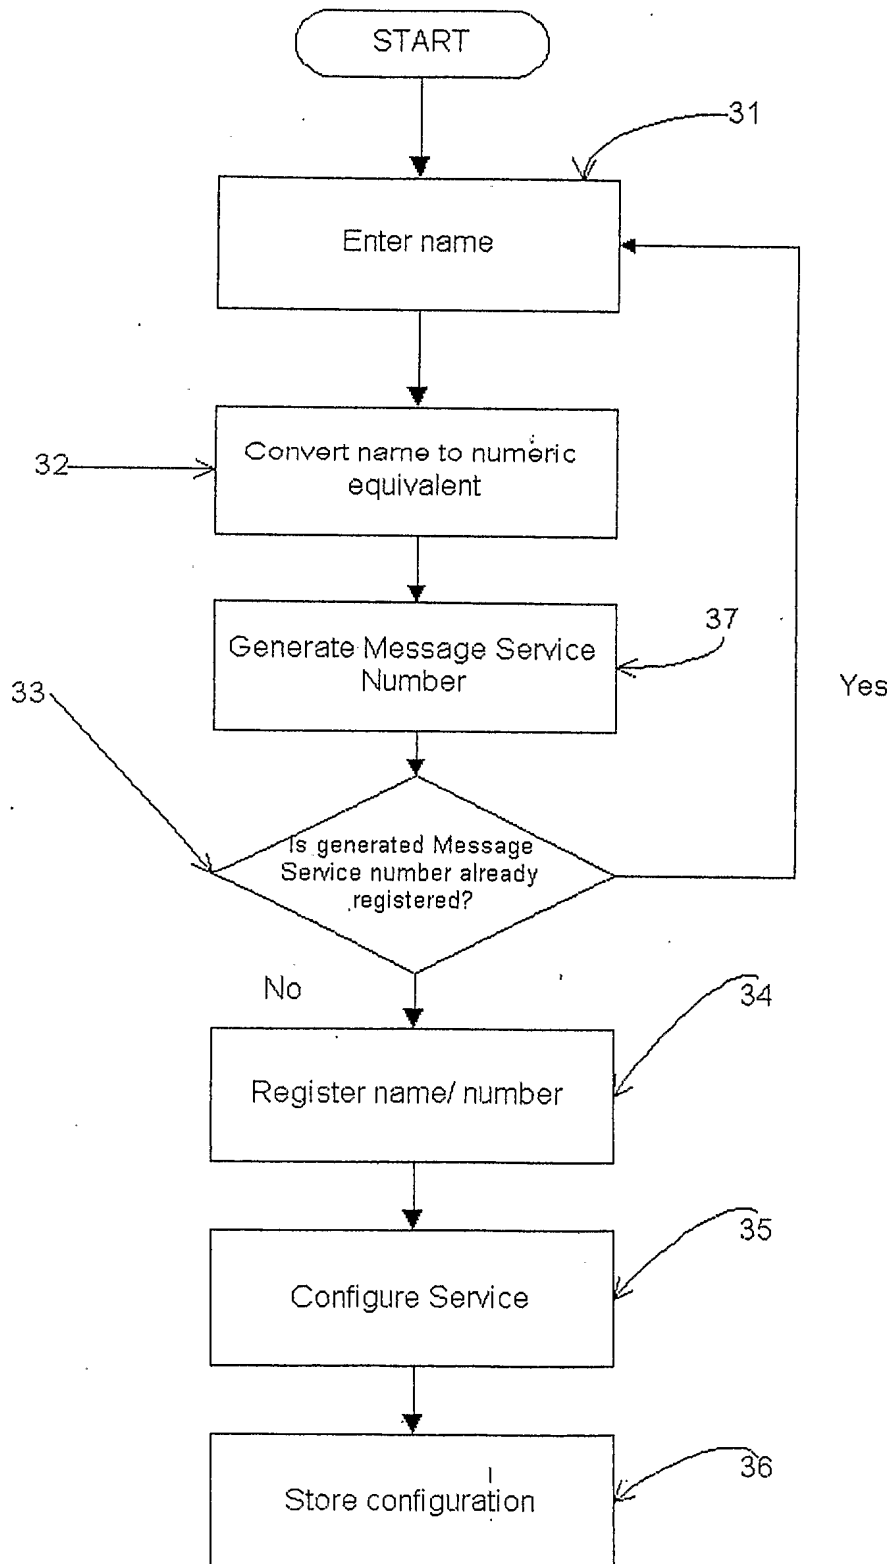 START
31
Enter name
32
Convert name to numeric
equivalent
37
Generate Message Service
Number
33
Yes
Is generated Message
Service number already
registered?
No
34
Register name/ number
35
Configure Service
36
Store configuration